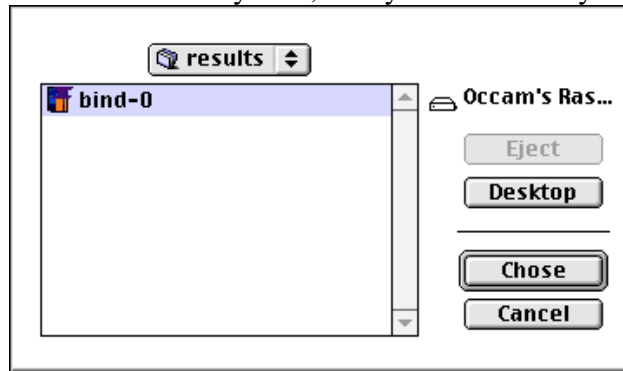 results
bind-0
Occam's Ras...
Eject
Desktop
Chose
Cancel